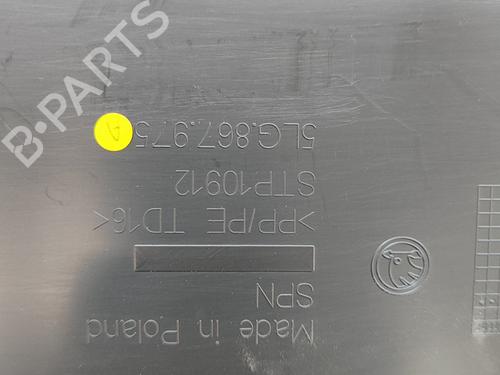 B-PARTS
5LG.867.975
STP10912
>PP/PE TD16<
SPN
Made in Poland